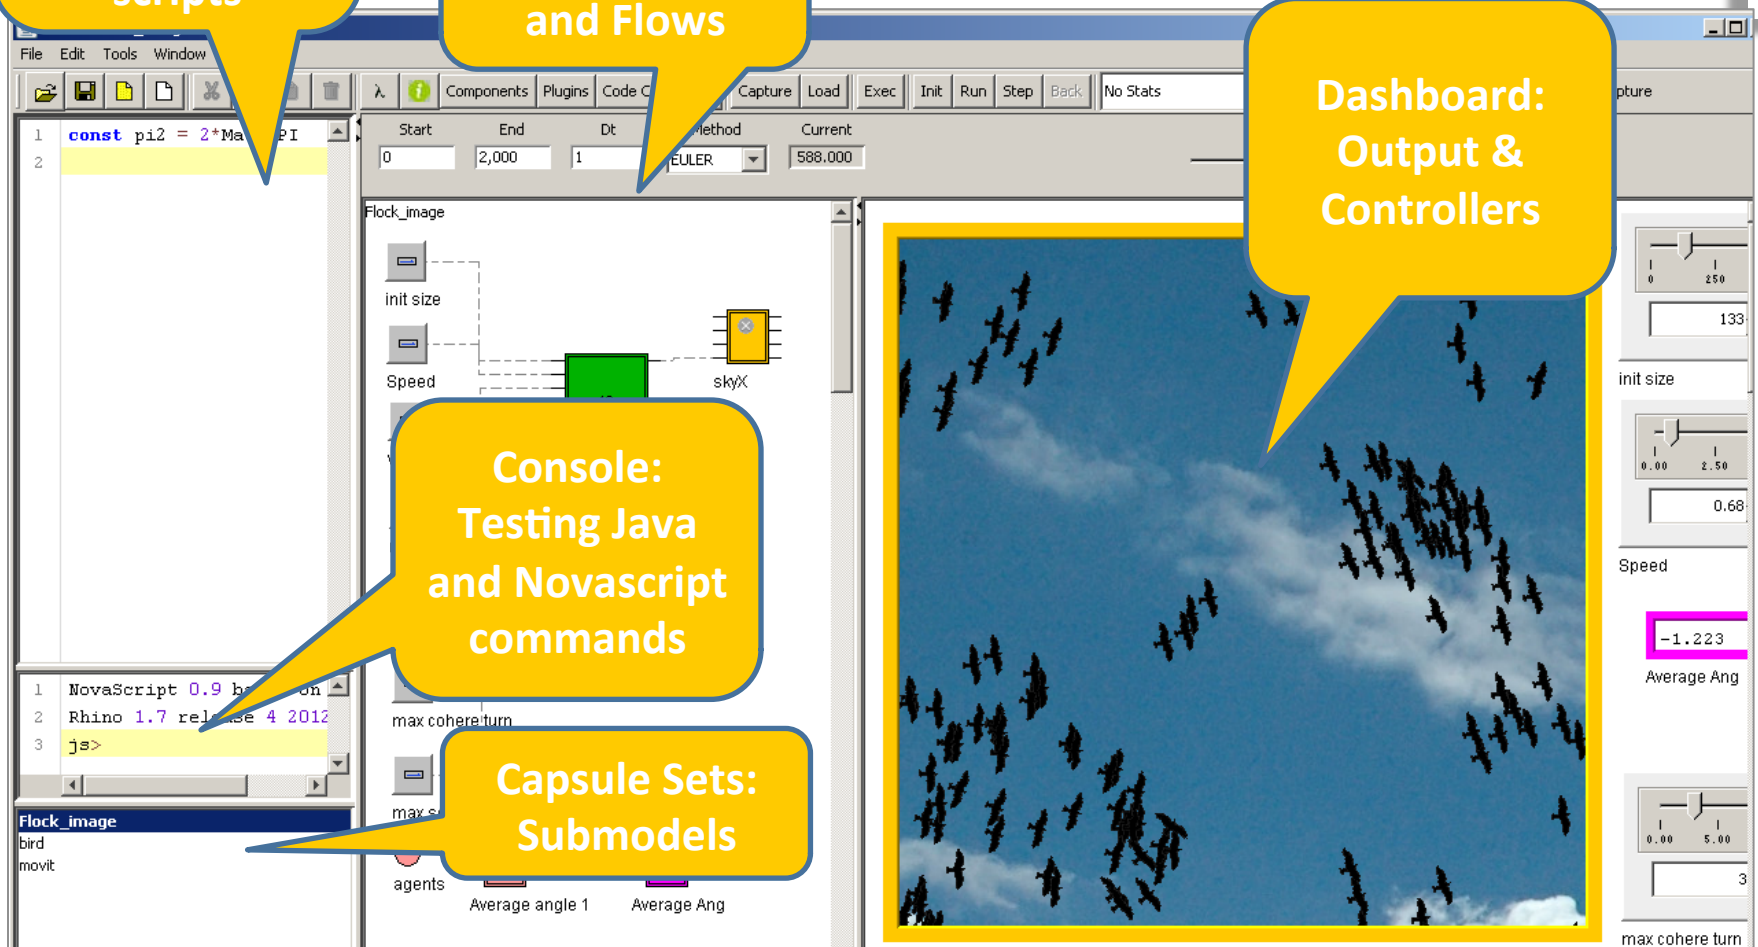 scripts
and Flows
Dashboard:
Output &
Controllers
File Edit Tools Window
λ Components Plugins Code Capture Load Exec Init Run Step Back No Stats pture
Start End Dt Method Current
0 2,000 1 EULER 588.000
1 const pi2 = 2*Ma PI
2
Flock_image
init size
Speed
skyX
Console:
Testing Java
and Novascript
commands
max cohere turn
Capsule Sets:
Submodels
max s
agents
Average angle 1 Average Ang
1 NovaScript 0.9 b on
2 Rhino 1.7 release 4 2012
3 js>
Flock_image
bird
movit
0 250
133
init size
0.00 2.50
0.68
Speed
-1.223
Average Ang
0.00 5.00
3
max cohere turn